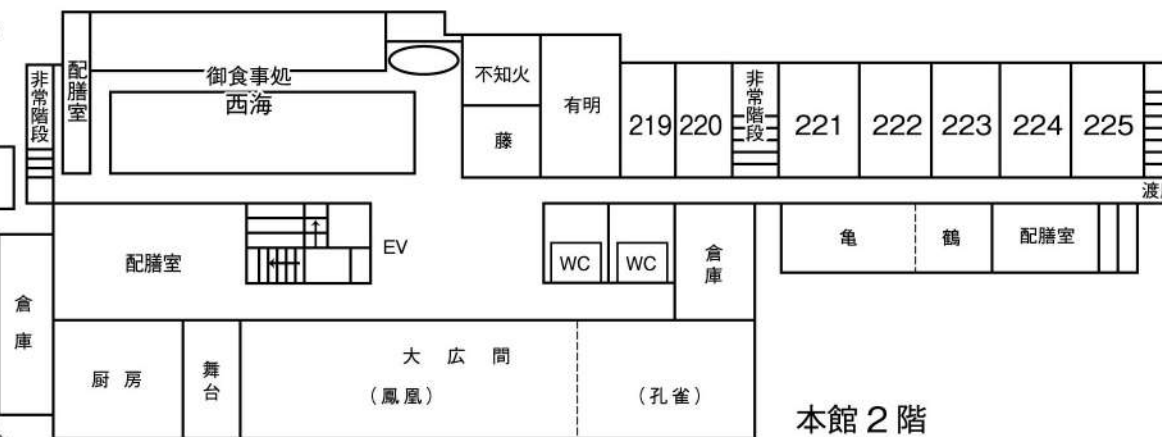 非常階段
配膳室
御食事処
西海
不知火
藤
有明
219
220
非常階段
221
222
223
224
225
渡
配膳室
EV
WC
WC
倉庫
亀
鶴
配膳室
倉庫
厨房
舞台
大広間
(鳳凰)
(孔雀)
本館2階